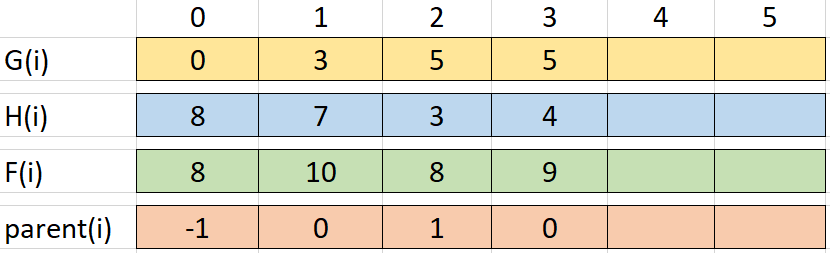 0 1 2 3 4 5
G(i) 0 3 5 5
H(i) 8 7 3 4
F(i) 8 10 8 9
parent(i) -1 0 1 0